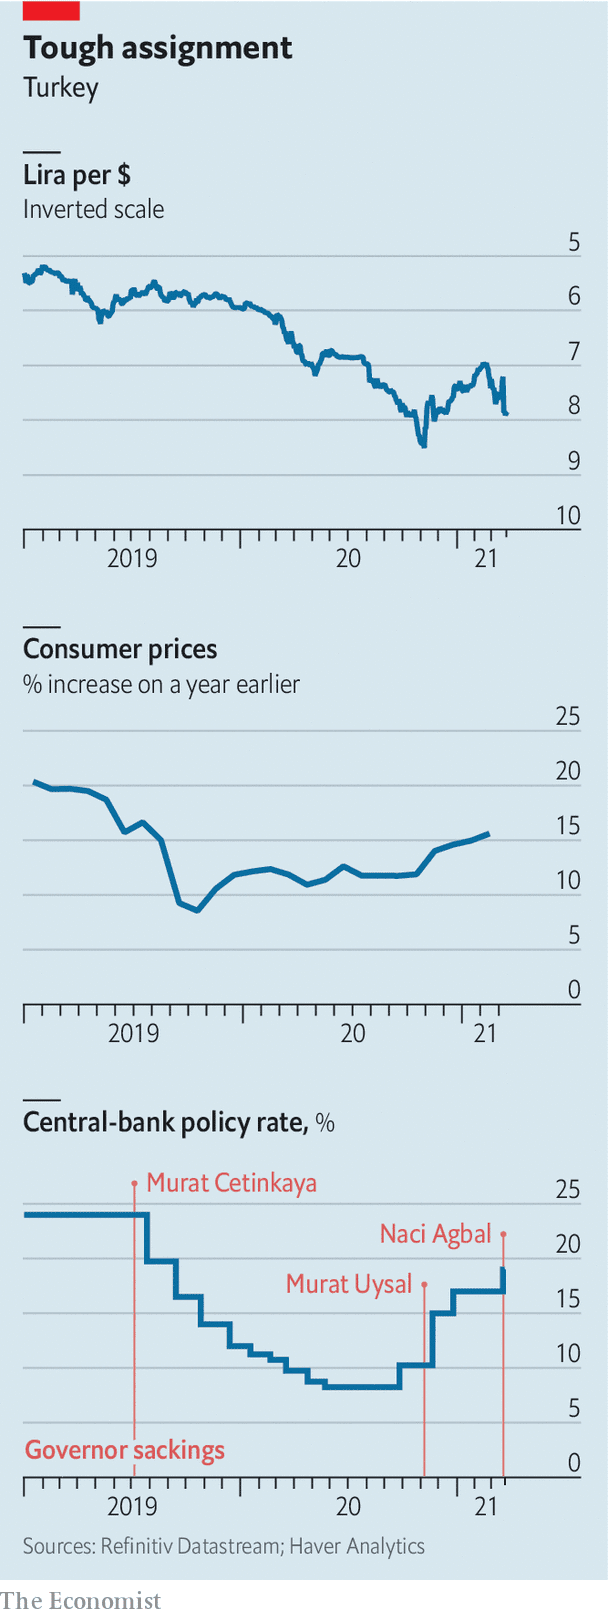 Tough assignment
Turkey
Lira per $
Inverted scale
5
6
7
8
9
10
2019
20
21
Consumer prices
% increase on a year earlier
25
20
15
10
5
0
2019
20
21
Central-bank policy rate, %
Murat Cetinkaya
25
Naci Agbal
20
Murat Uysal
15
10
5
Governor sackings
0
2019
20
21
Sources: Refinitiv Datastream; Haver Analytics
The Economist